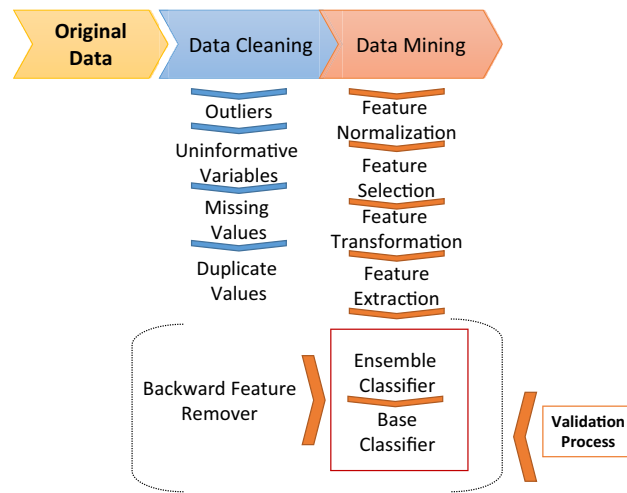 Original
Data
Data Cleaning
Data Mining
Outliers
Uninformative
Variables
Missing
Values
Duplicate
Values
Feature
Normalization
Feature
Selection
Feature
Transformation
Feature
Extraction
Backward Feature
Remover
Ensemble
Classifier
Base
Classifier
Validation
Process